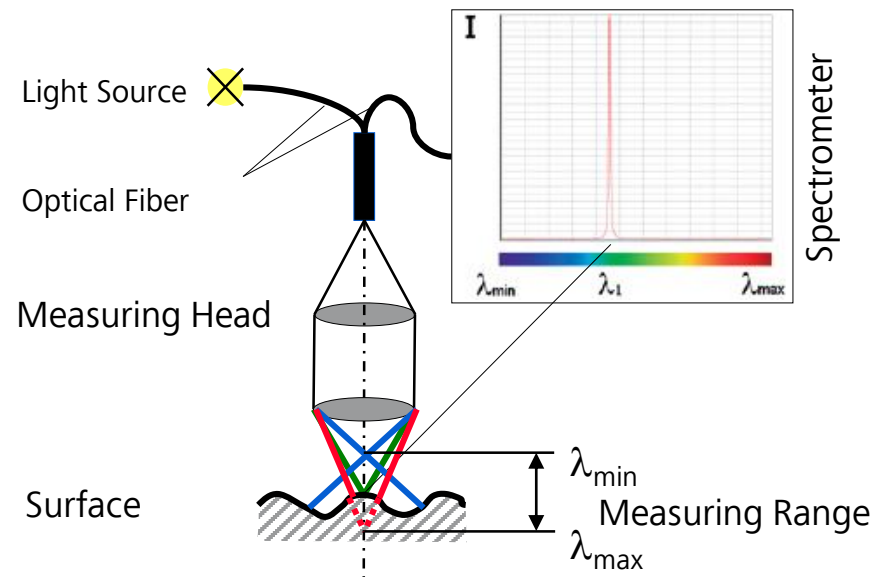 I
Light Source
Optical Fiber
Spectrometer
λmin
λ1
λmax
Measuring Head
λmin
Surface
Measuring Range
λmax